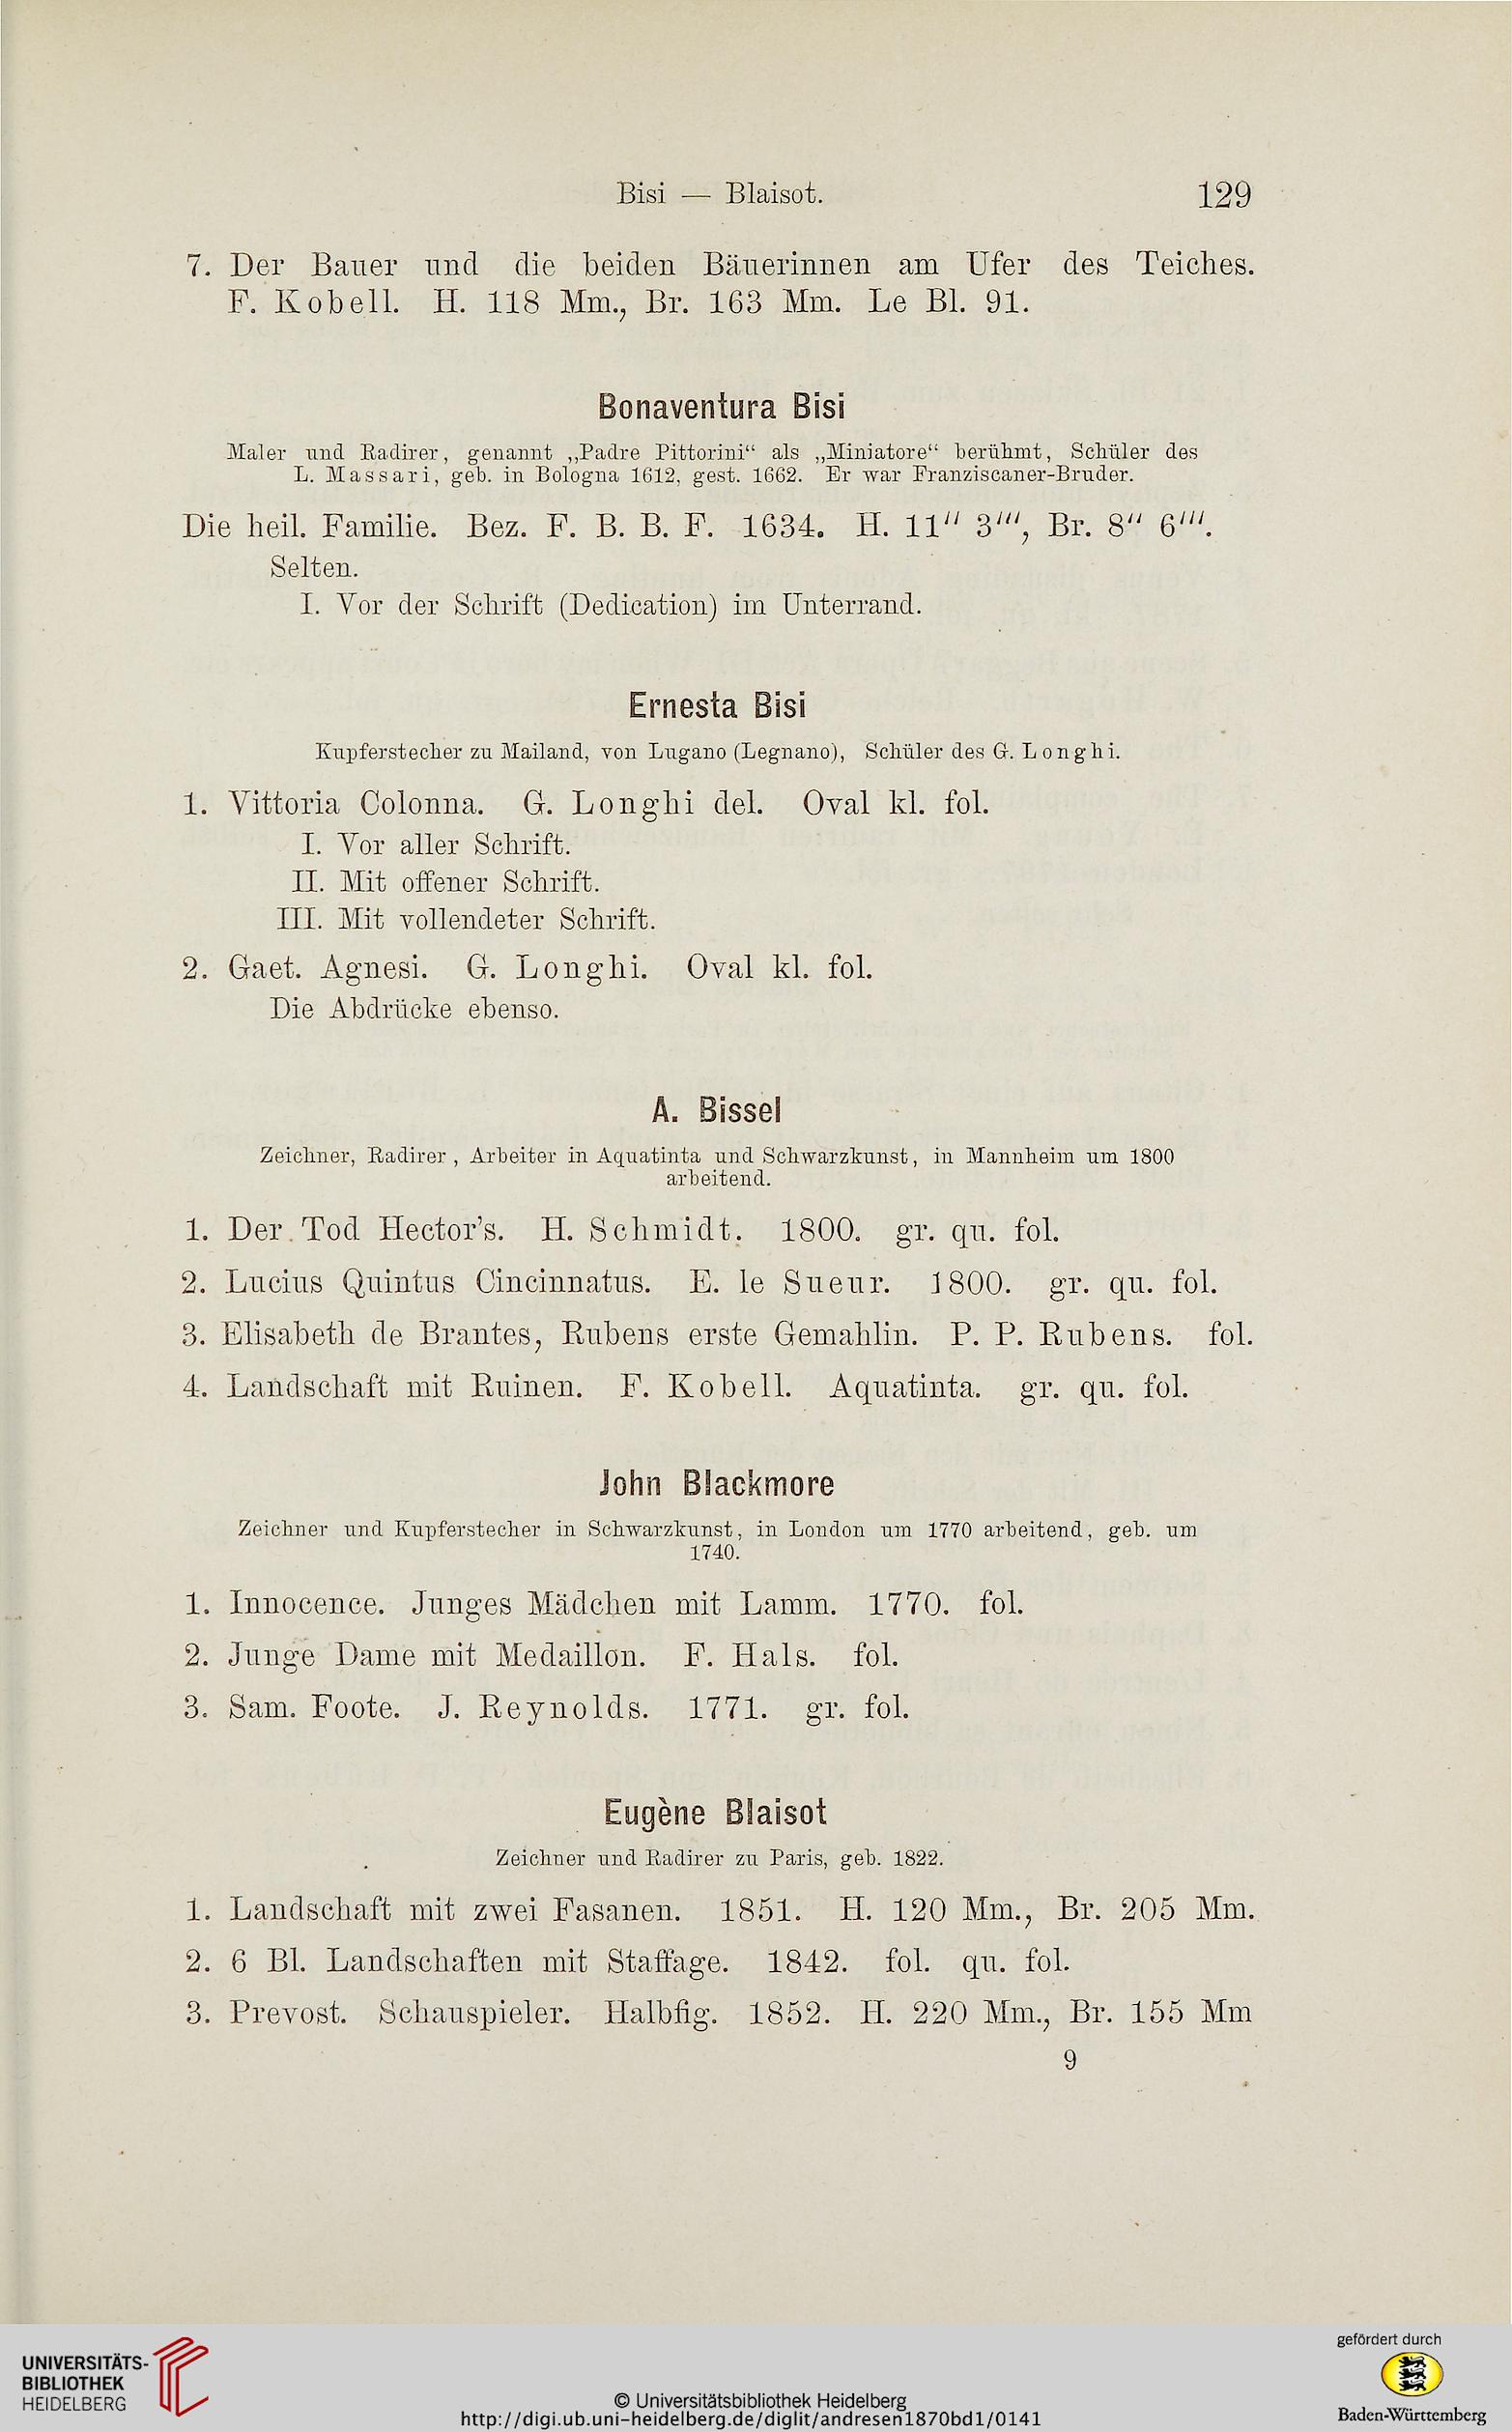 Bisi — Blaisot. 129
7. Der Bauer und die beiden Bäuerinnen am Ufer des Teiches.
F. Kobell. H. 118 Mm., Br. 163 Mm. Le Bl. 91.
Bonaventura Bisi
Maler und Radirer, genannt „Padre Pittorini“ als „Miniatore“ berühmt, Schüler des
L. Massari, geb. in Bologna 1612, gest. 1662. Er war Franziscaner-Bruder.
Die heil. Familie. Bez. F. B. B. F. 1634. H. 11″ 3‴, Br. 8″ 6‴.
Selten.
I. Vor der Schrift (Dedication) im Unterrand.
Ernesta Bisi
Kupferstecher zu Mailand, von Lugano (Legnano), Schüler des G. Longhi.
1. Vittoria Colonna. G. Longhi del. Oval kl. fol.
I. Vor aller Schrift.
II. Mit offener Schrift.
III. Mit vollendeter Schrift.
2. Gaet. Agnesi. G. Longhi. Oval kl. fol.
Die Abdrücke ebenso.
A. Bissel
Zeichner, Radirer, Arbeiter in Aquatinta und Schwarzkunst, in Mannheim um 1800
arbeitend.
1. Der Tod Hector's. H. Schmidt. 1800. gr. qu. fol.
2. Lucius Quintus Cincinnatus. E. le Sueur. 1800. gr. qu. fol.
3. Elisabeth de Brantes, Rubens erste Gemahlin. P. P. Rubens. fol.
4. Landschaft mit Ruinen. F. Kobell. Aquatinta. gr. qu. fol.
John Blackmore
Zeichner und Kupferstecher in Schwarzkunst, in London um 1770 arbeitend, geb. um
1740.
1. Innocence. Junges Mädchen mit Lamm. 1770. fol.
2. Junge Dame mit Medaillon. F. Hals. fol.
3. Sam. Foote. J. Reynolds. 1771. gr. fol.
Eugène Blaisot
Zeichner und Radirer zu Paris, geb. 1822.
1. Landschaft mit zwei Fasanen. 1851. H. 120 Mm., Br. 205 Mm.
2. 6 Bl. Landschaften mit Staffage. 1842. fol. qu. fol.
3. Prevost. Schauspieler. Halbfig. 1852. H. 220 Mm., Br. 155 Mm
9
UNIVERSITÄTS-
BIBLIOTHEK
HEIDELBERG
© Universitätsbibliothek Heidelberg
http://digi.ub.uni-heidelberg.de/diglit/andresen1870bd1/0141
gefördert durch
Baden-Württemberg